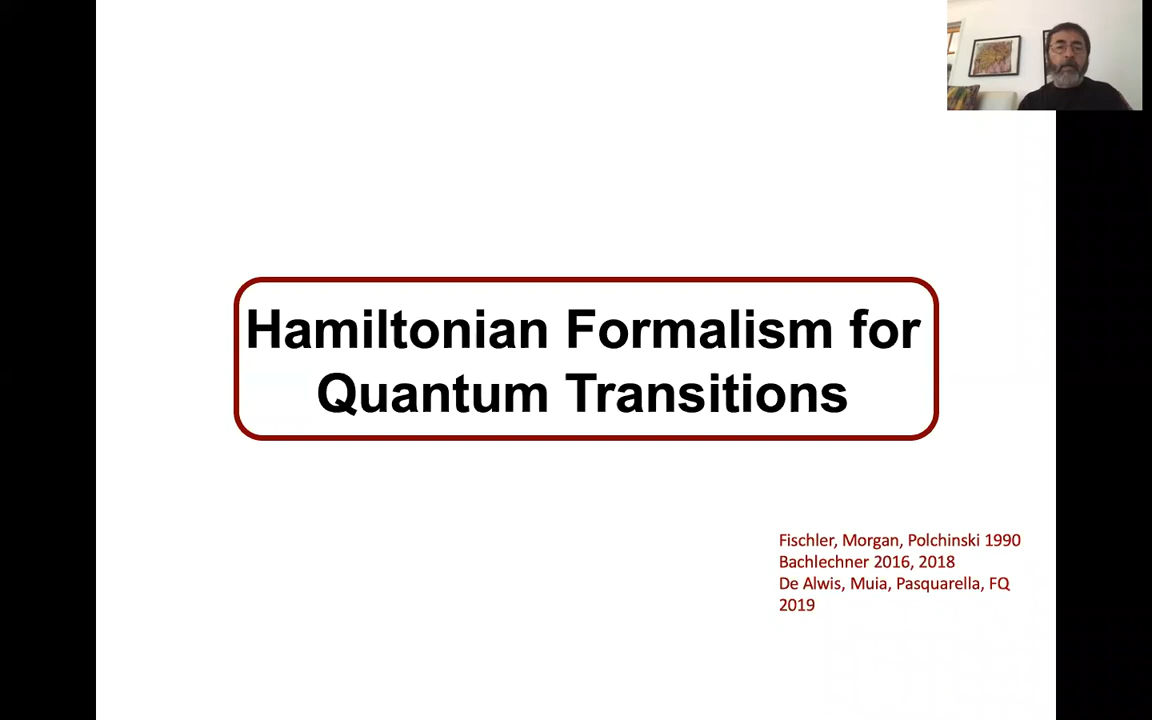 Hamiltonian Formalism for
Quantum Transitions
Fischler, Morgan, Polchinski 1990
Bachlechner 2016, 2018
De Alwis, Muia, Pasquarella, FQ
2019